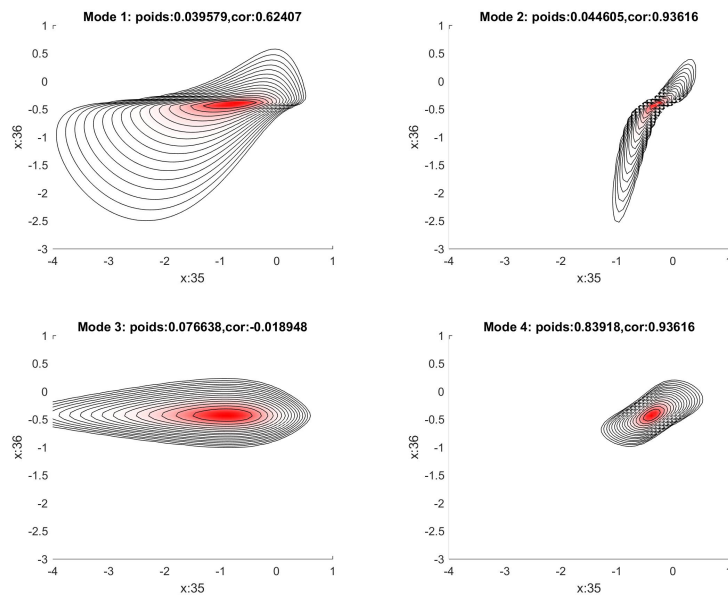 Mode 1: poids:0.039579,cor:0.62407
1
0.5
0
-0.5
-1
-1.5
-2
-2.5
-3
x:36
-4 -3 -2 -1 0 1
x:35
Mode 2: poids:0.044605,cor:0.93616
1
0.5
0
-0.5
-1
-1.5
-2
-2.5
-3
x:36
-4 -3 -2 -1 0 1
x:35
Mode 3: poids:0.076638,cor:-0.018948
1
0.5
0
-0.5
-1
-1.5
-2
-2.5
-3
x:36
-4 -3 -2 -1 0 1
x:35
Mode 4: poids:0.83918,cor:0.93616
1
0.5
0
-0.5
-1
-1.5
-2
-2.5
-3
x:36
-4 -3 -2 -1 0 1
x:35